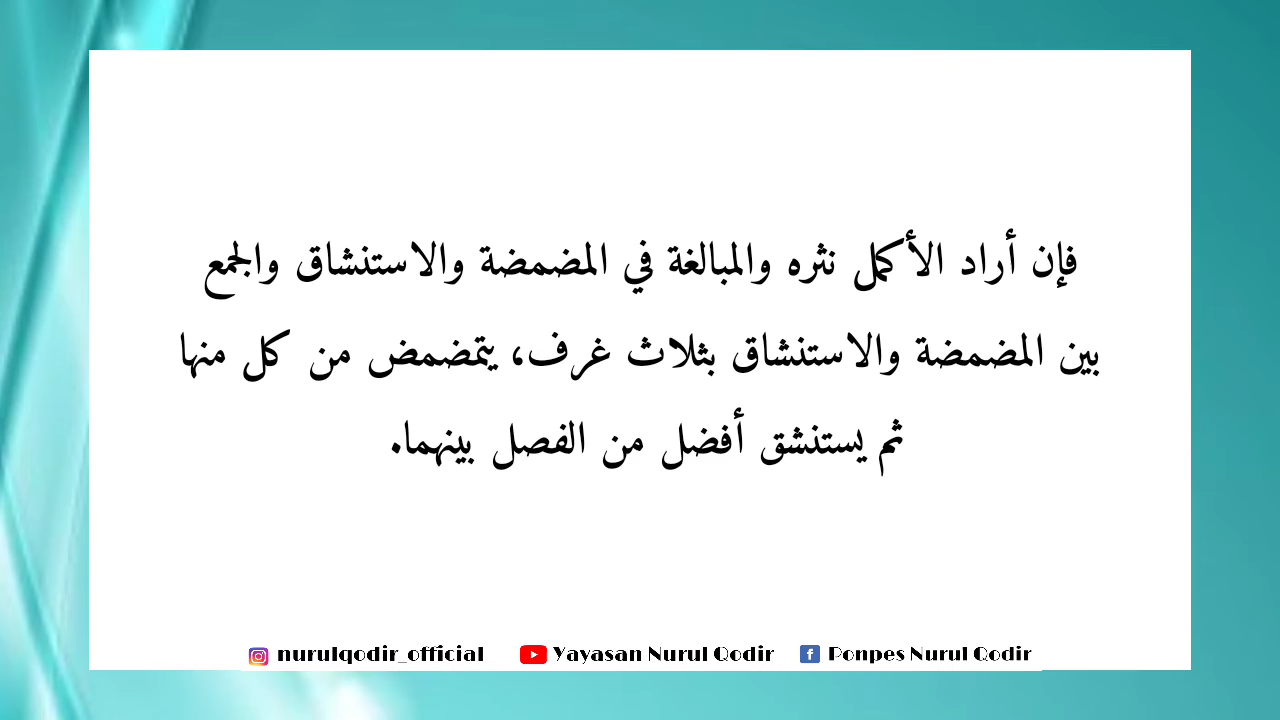 فإن أراد الأكمل نثره والمبالغة في المضمضة والاستنشاق والجمع
بين المضمضة والاستنشاق بثلاث غرف، يتمضمض من كل منها
ثم يستنشق أفضل من الفصل بينهما.
nurulqodir_official Yayasan Nurul Qodir Ponpes Nurul Qodir